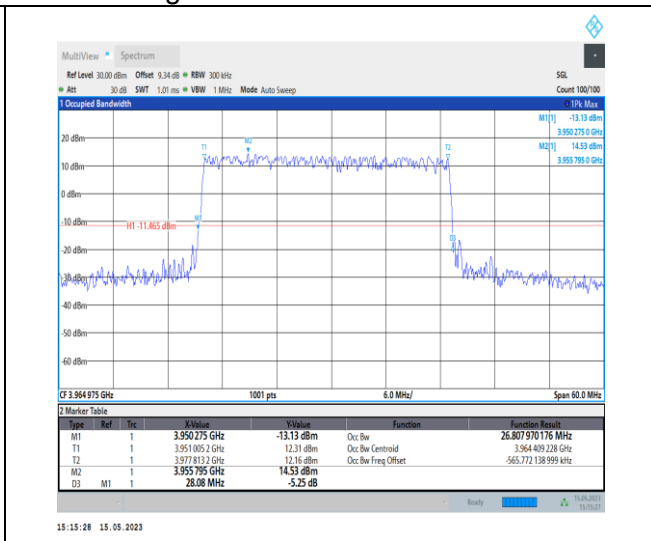 MultiView Spectrum
Ref Level 30.00 dBm Offset 9.34 dB RBW 300 kHz SGL
Att 30 dB SWT 1.01 ms VBW 1 MHz Mode Auto Sweep Count 100/100
1 Occupied Bandwidth 1Pk Max
M1[1] -13.13 dBm
3.950 275 0 GHz
M2[1] 14.53 dBm
3.955 795 0 GHz
20 dBm
T1 M2 T2
10 dBm
0 dBm
-10 dBm
H1 -11.465 dBm M1
D3
-20 dBm
-30 dBm
-40 dBm
-50 dBm
-60 dBm
CF 3.964 975 GHz 1001 pts 6.0 MHz/ Span 60.0 MHz
2 Marker Table
Type Ref Trc X-Value Y-Value Function Function Result
M1 1 3.950 275 GHz -13.13 dBm Occ Bw 26.807 970 176 MHz
T1 1 3.951 005 2 GHz 12.31 dBm Occ Bw Centroid 3.964 409 228 GHz
T2 1 3.977 813 2 GHz 12.16 dBm Occ Bw Freq Offset -565.772 138 999 kHz
M2 1 3.955 795 GHz 14.53 dBm
D3 M1 1 28.08 MHz -5.25 dB
Ready 15.05.2023
15:15:27
15:15:28 15.05.2023